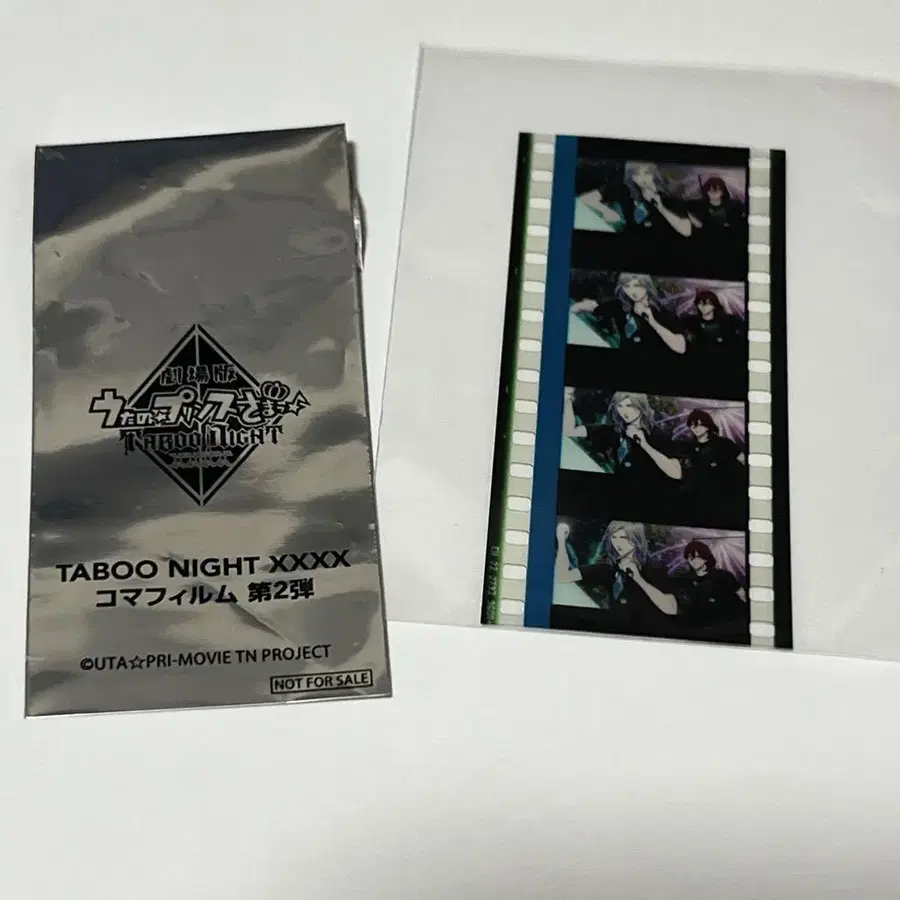 劇場版
うたの☆プリンスさまっ♪
TABOO NIGHT
XXXX
TABOO NIGHT XXXX
コマフィルム 第2弾
©UTA☆PRI-MOVIE TN PROJECT
NOT FOR SALE